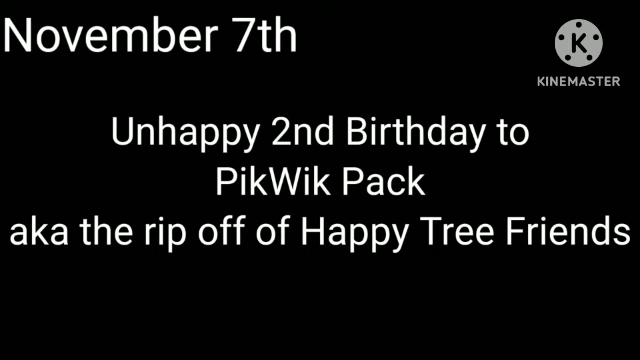 November 7th
KINEMASTER
Unhappy 2nd Birthday to
PikWik Pack
aka the rip off of Happy Tree Friends